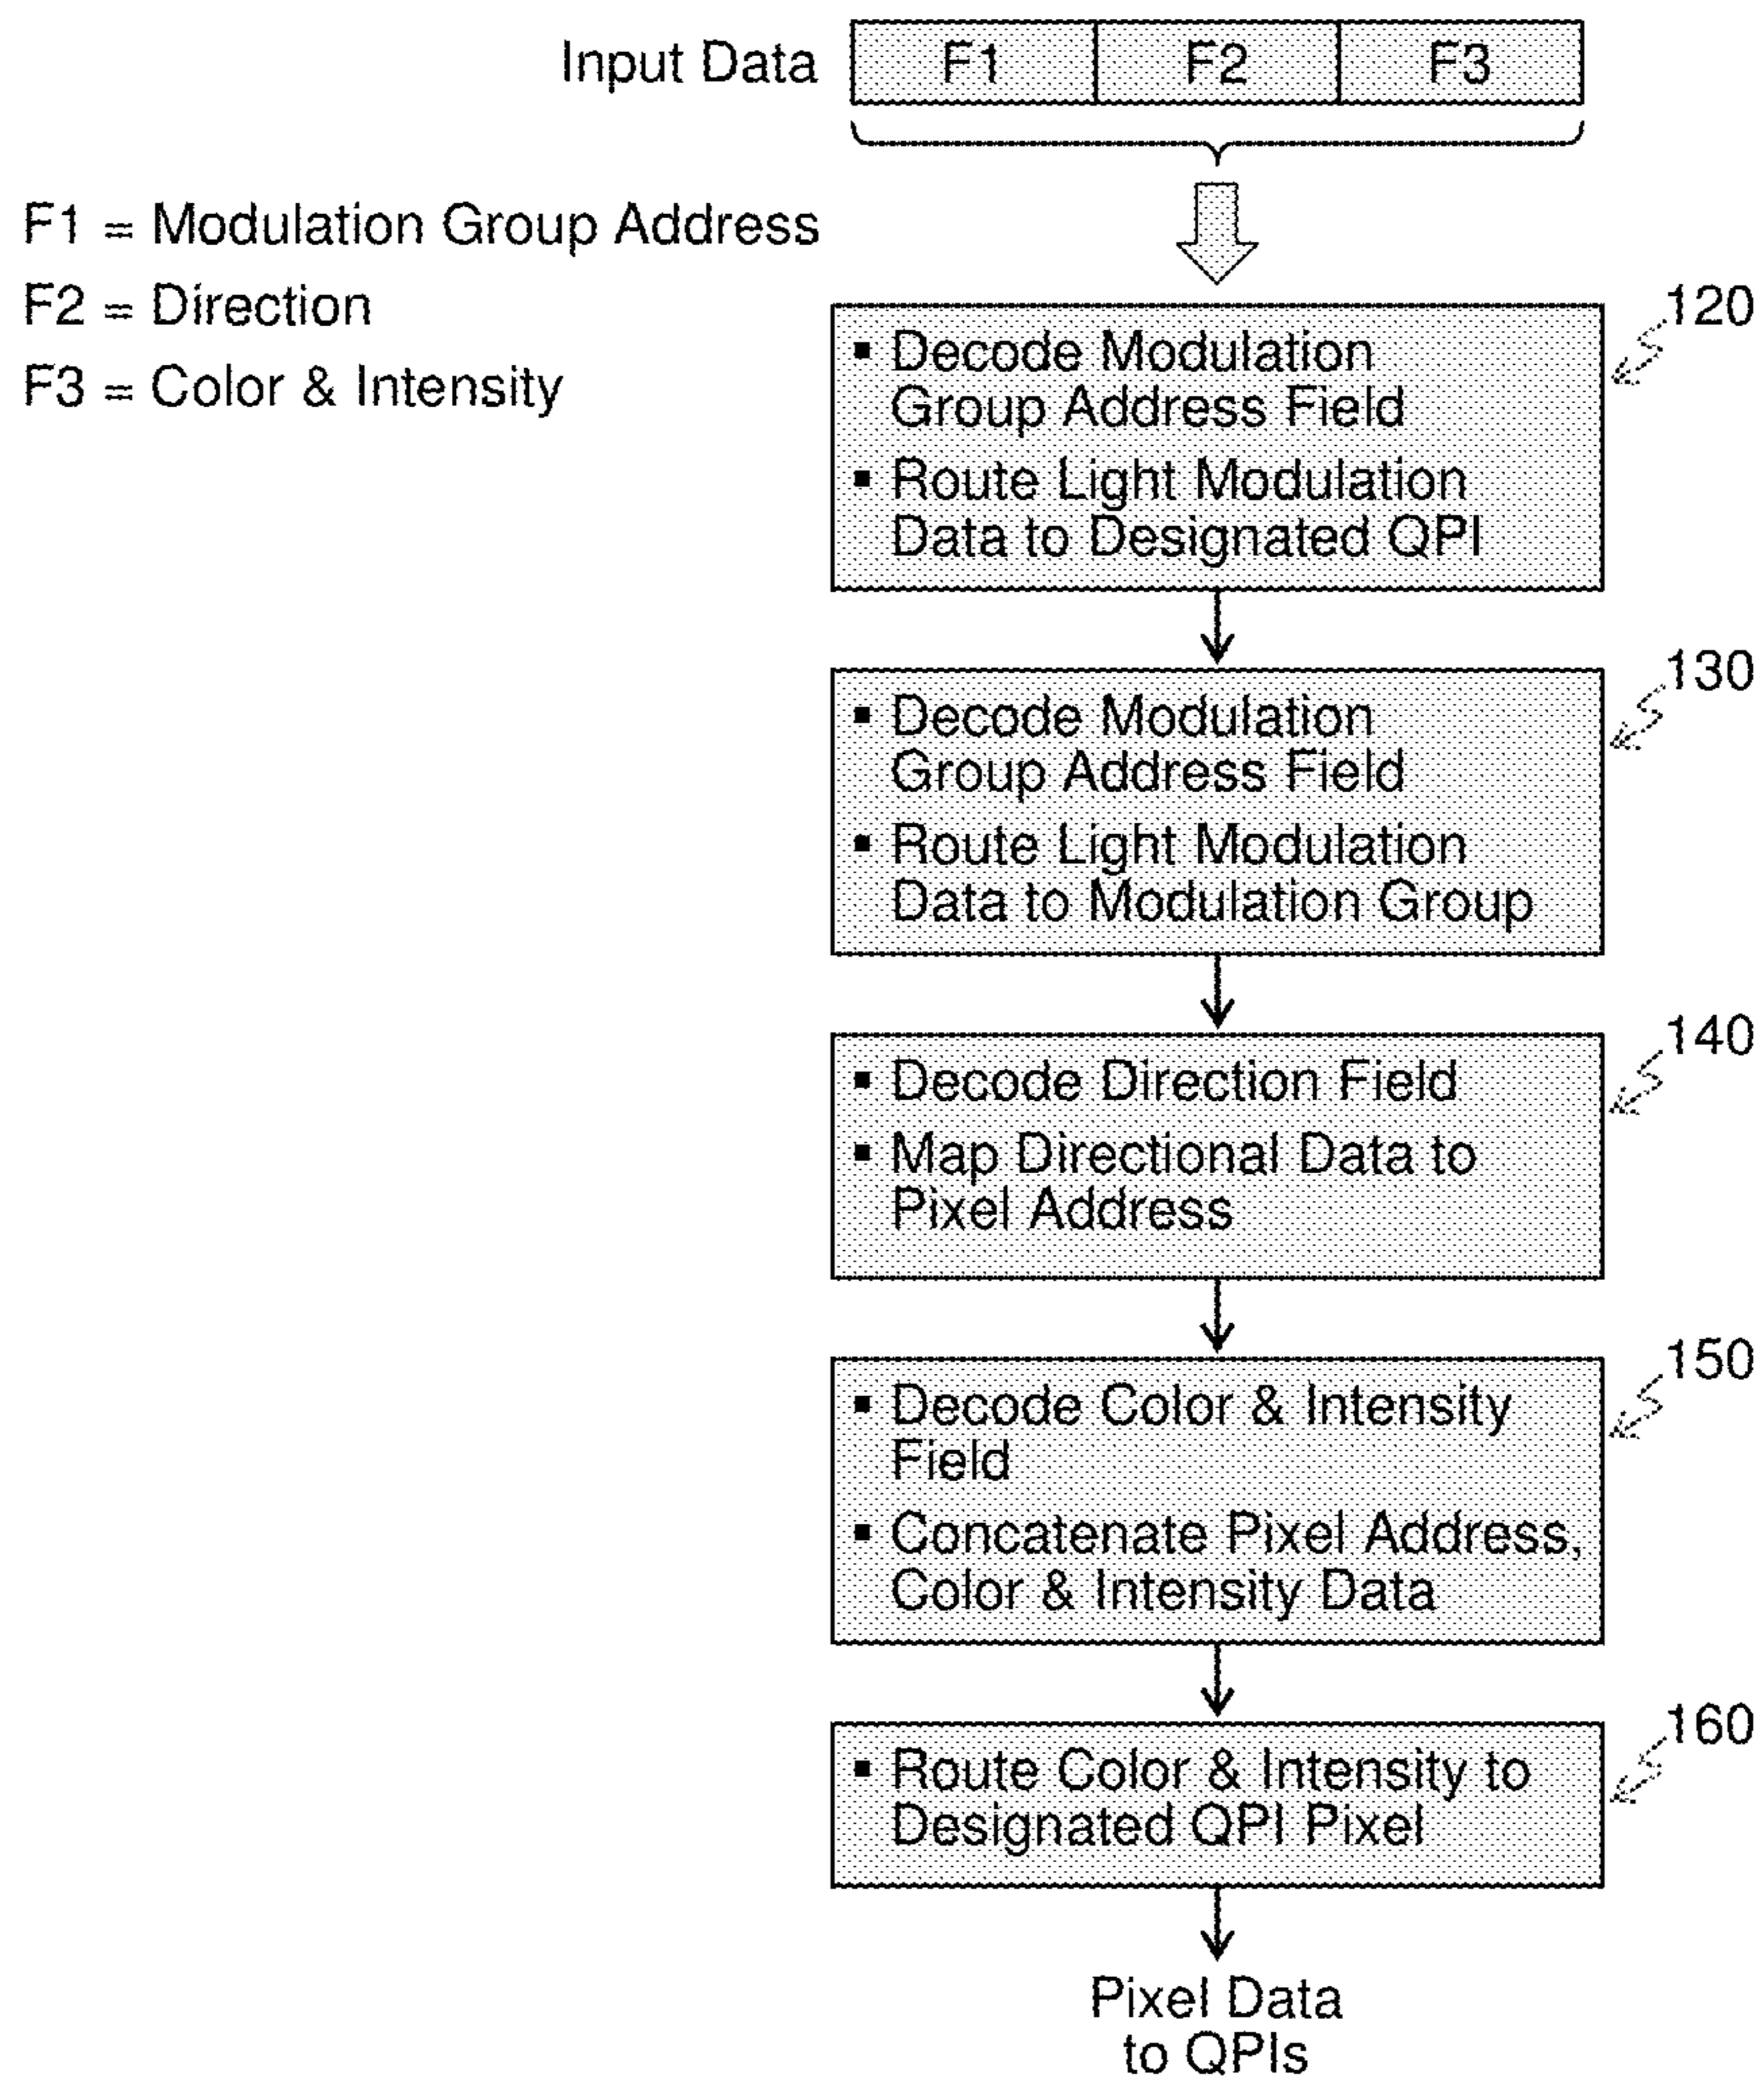 Input Data F1 F2 F3
F1 = Modulation Group Address
F2 = Direction
F3 = Color & Intensity
120
▪ Decode Modulation
Group Address Field
▪ Route Light Modulation
Data to Designated QPI
130
▪ Decode Modulation
Group Address Field
▪ Route Light Modulation
Data to Modulation Group
140
▪ Decode Direction Field
▪ Map Directional Data to
Pixel Address
150
▪ Decode Color & Intensity
Field
▪ Concatenate Pixel Address,
Color & Intensity Data
160
▪ Route Color & Intensity to
Designated QPI Pixel
Pixel Data
to QPIs